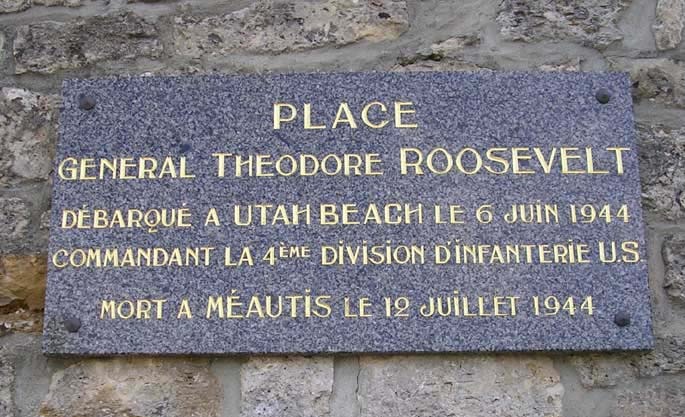 PLACE
GENERAL THEODORE ROOSEVELT
DÉBARQUÉ A UTAH BEACH LE 6 JUIN 1944
COMMANDANT LA 4ÈME DIVISION D'INFANTERIE U.S.
MORT A MÉAUTIS LE 12 JUILLET 1944